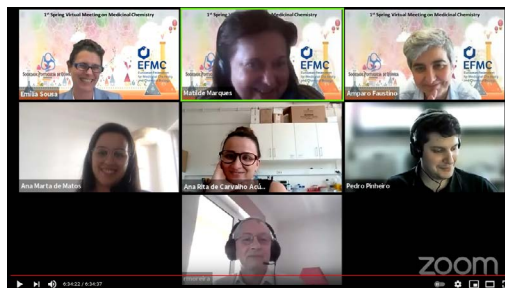 1st Spring Virtual Meeting on Medicinal Chemistry
EFMC
Emília Sousa
1st Spring Virtual Meeting on Medicinal Chemistry
EFMC
Matilde Marques
1st Spring Virtual Meeting on Medicinal Chemistry
EFMC
Amparo Faustino
Ana Marta de Matos
Ana Rita de Carvalho Acú...
Pedro Pinheiro
zoom
6:34:22 / 6:34:37